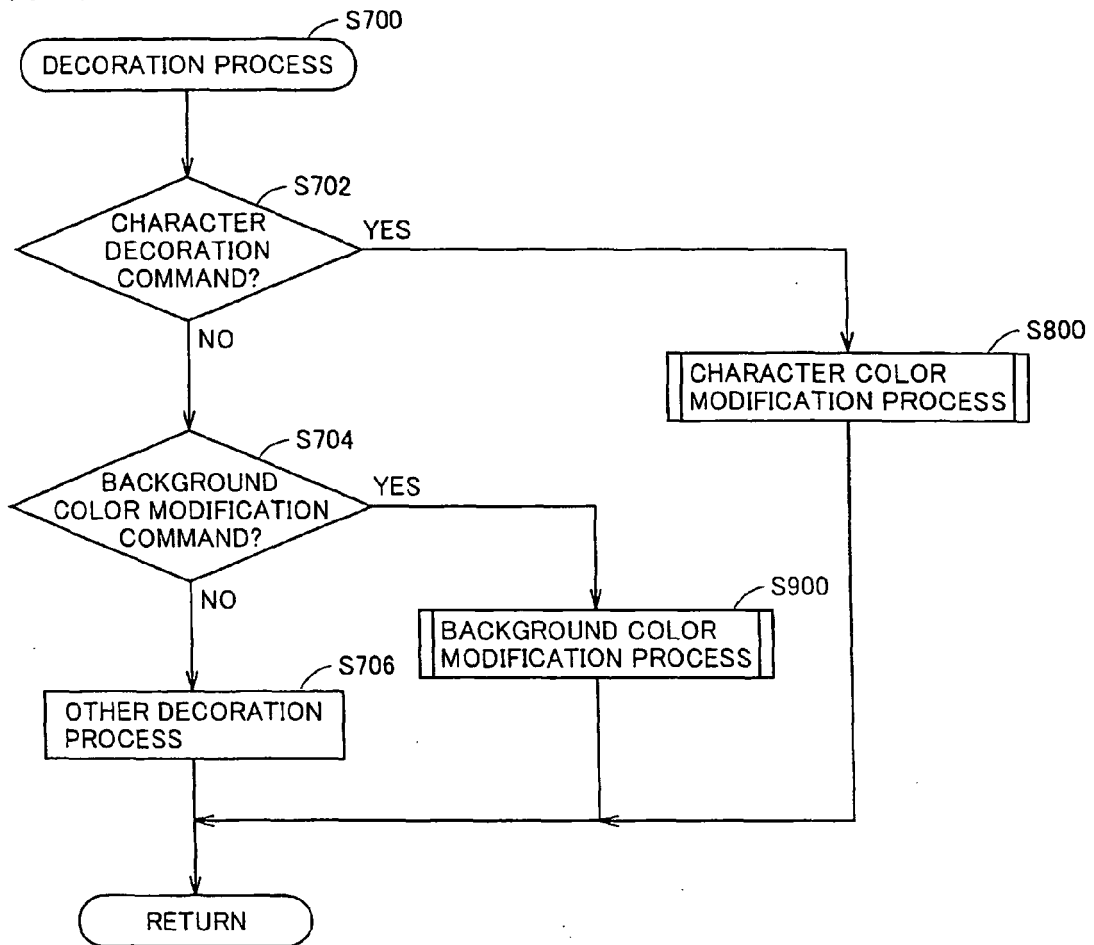 S700
DECORATION PROCESS
S702
CHARACTER
DECORATION
COMMAND?
YES
NO
S800
CHARACTER COLOR
MODIFICATION PROCESS
S704
BACKGROUND
COLOR MODIFICATION
COMMAND?
YES
NO
S900
BACKGROUND COLOR
MODIFICATION PROCESS
S706
OTHER DECORATION
PROCESS
RETURN